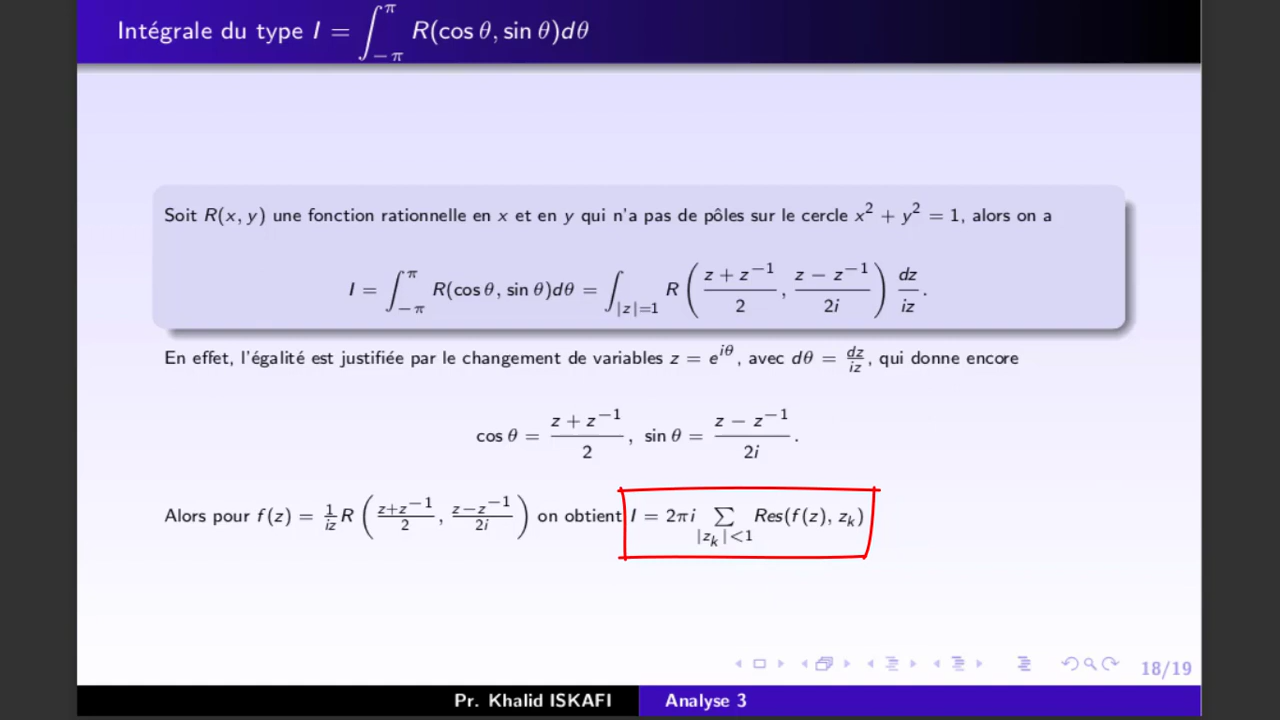 Intégrale du type I = ∫_{−π}^{π} R(cos θ, sin θ)dθ
Soit R(x, y) une fonction rationnelle en x et en y qui n'a pas de pôles sur le cercle x² + y² = 1, alors on a
I = ∫_{−π}^{π} R(cos θ, sin θ)dθ = ∫_{|z|=1} R ( (z + z⁻¹)/2 , (z − z⁻¹)/2i ) dz/iz .
En effet, l'égalité est justifiée par le changement de variables z = e^{iθ}, avec dθ = dz/iz, qui donne encore
cos θ = (z + z⁻¹)/2 , sin θ = (z − z⁻¹)/2i .
Alors pour f(z) = 1/iz R ( (z+z⁻¹)/2 , (z−z⁻¹)/2i ) on obtient I = 2πi ∑_{|z_k|<1} Res(f(z), z_k)
18/19
Pr. Khalid ISKAFI Analyse 3